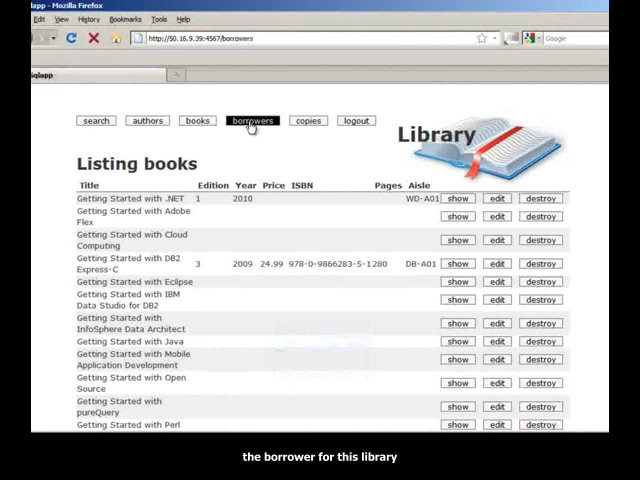 lapp - Mozilla Firefox
Edit View History Bookmarks Tools Help
http://50.16.9.39:4567/borrowers
Google
Sqlapp
search authors books borrowers copies logout
Library
Listing books
Title Edition Year Price ISBN Pages Aisle
Getting Started with .NET 1 2010 WD-A01 show edit destroy
Getting Started with Adobe
Flex
show edit destroy
Getting Started with Cloud
Computing
show edit destroy
Getting Started with DB2
Express-C
3 2009 24.99 978-0-9866283-5-1 280 DB-A01 show edit destroy
Getting Started with Eclipse show edit destroy
Getting Started with IBM
Data Studio for DB2
show edit destroy
Getting Started with
InfoSphere Data Architect
show edit destroy
Getting Started with Java show edit destroy
Getting Started with Mobile
Application Development
show edit destroy
Getting Started with Open
Source
show edit destroy
Getting Started with
pureQuery
show edit destroy
Getting Started with Perl show edit destroy
the borrower for this library